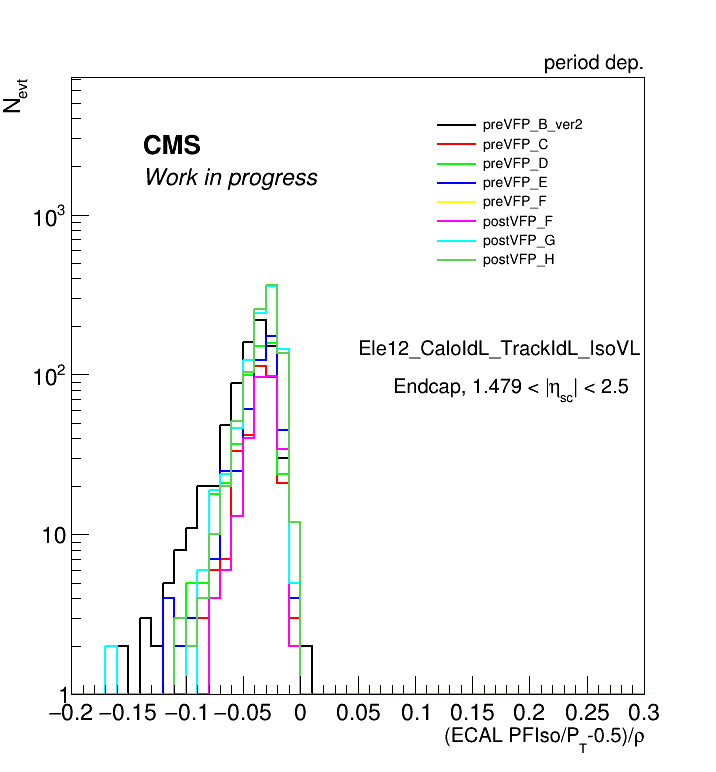 period dep.
N_evt
CMS
Work in progress
preVFP_B_ver2
preVFP_C
preVFP_D
preVFP_E
preVFP_F
postVFP_F
postVFP_G
postVFP_H
Ele12_CaloIdL_TrackIdL_IsoVL
Endcap, 1.479 < |η_sc| < 2.5
10³
10²
10
1
−0.2 −0.15 −0.1 −0.05 0 0.05 0.1 0.15 0.2 0.25 0.3
(ECAL PFIso/P_T-0.5)/ρ